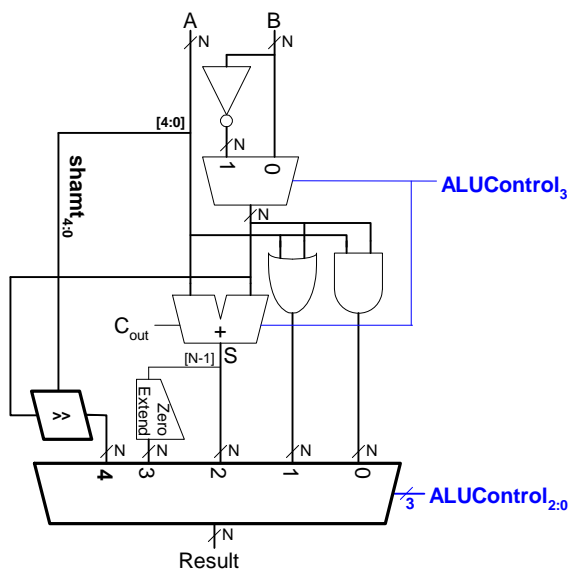 A B
N N
[4:0]
N
1 0
shamt4:0
ALUControl3
N
Cout
+
[N-1] S
Zero
Extend
>>
N N N N N
4 3 2 1 0
3 ALUControl2:0
N
Result